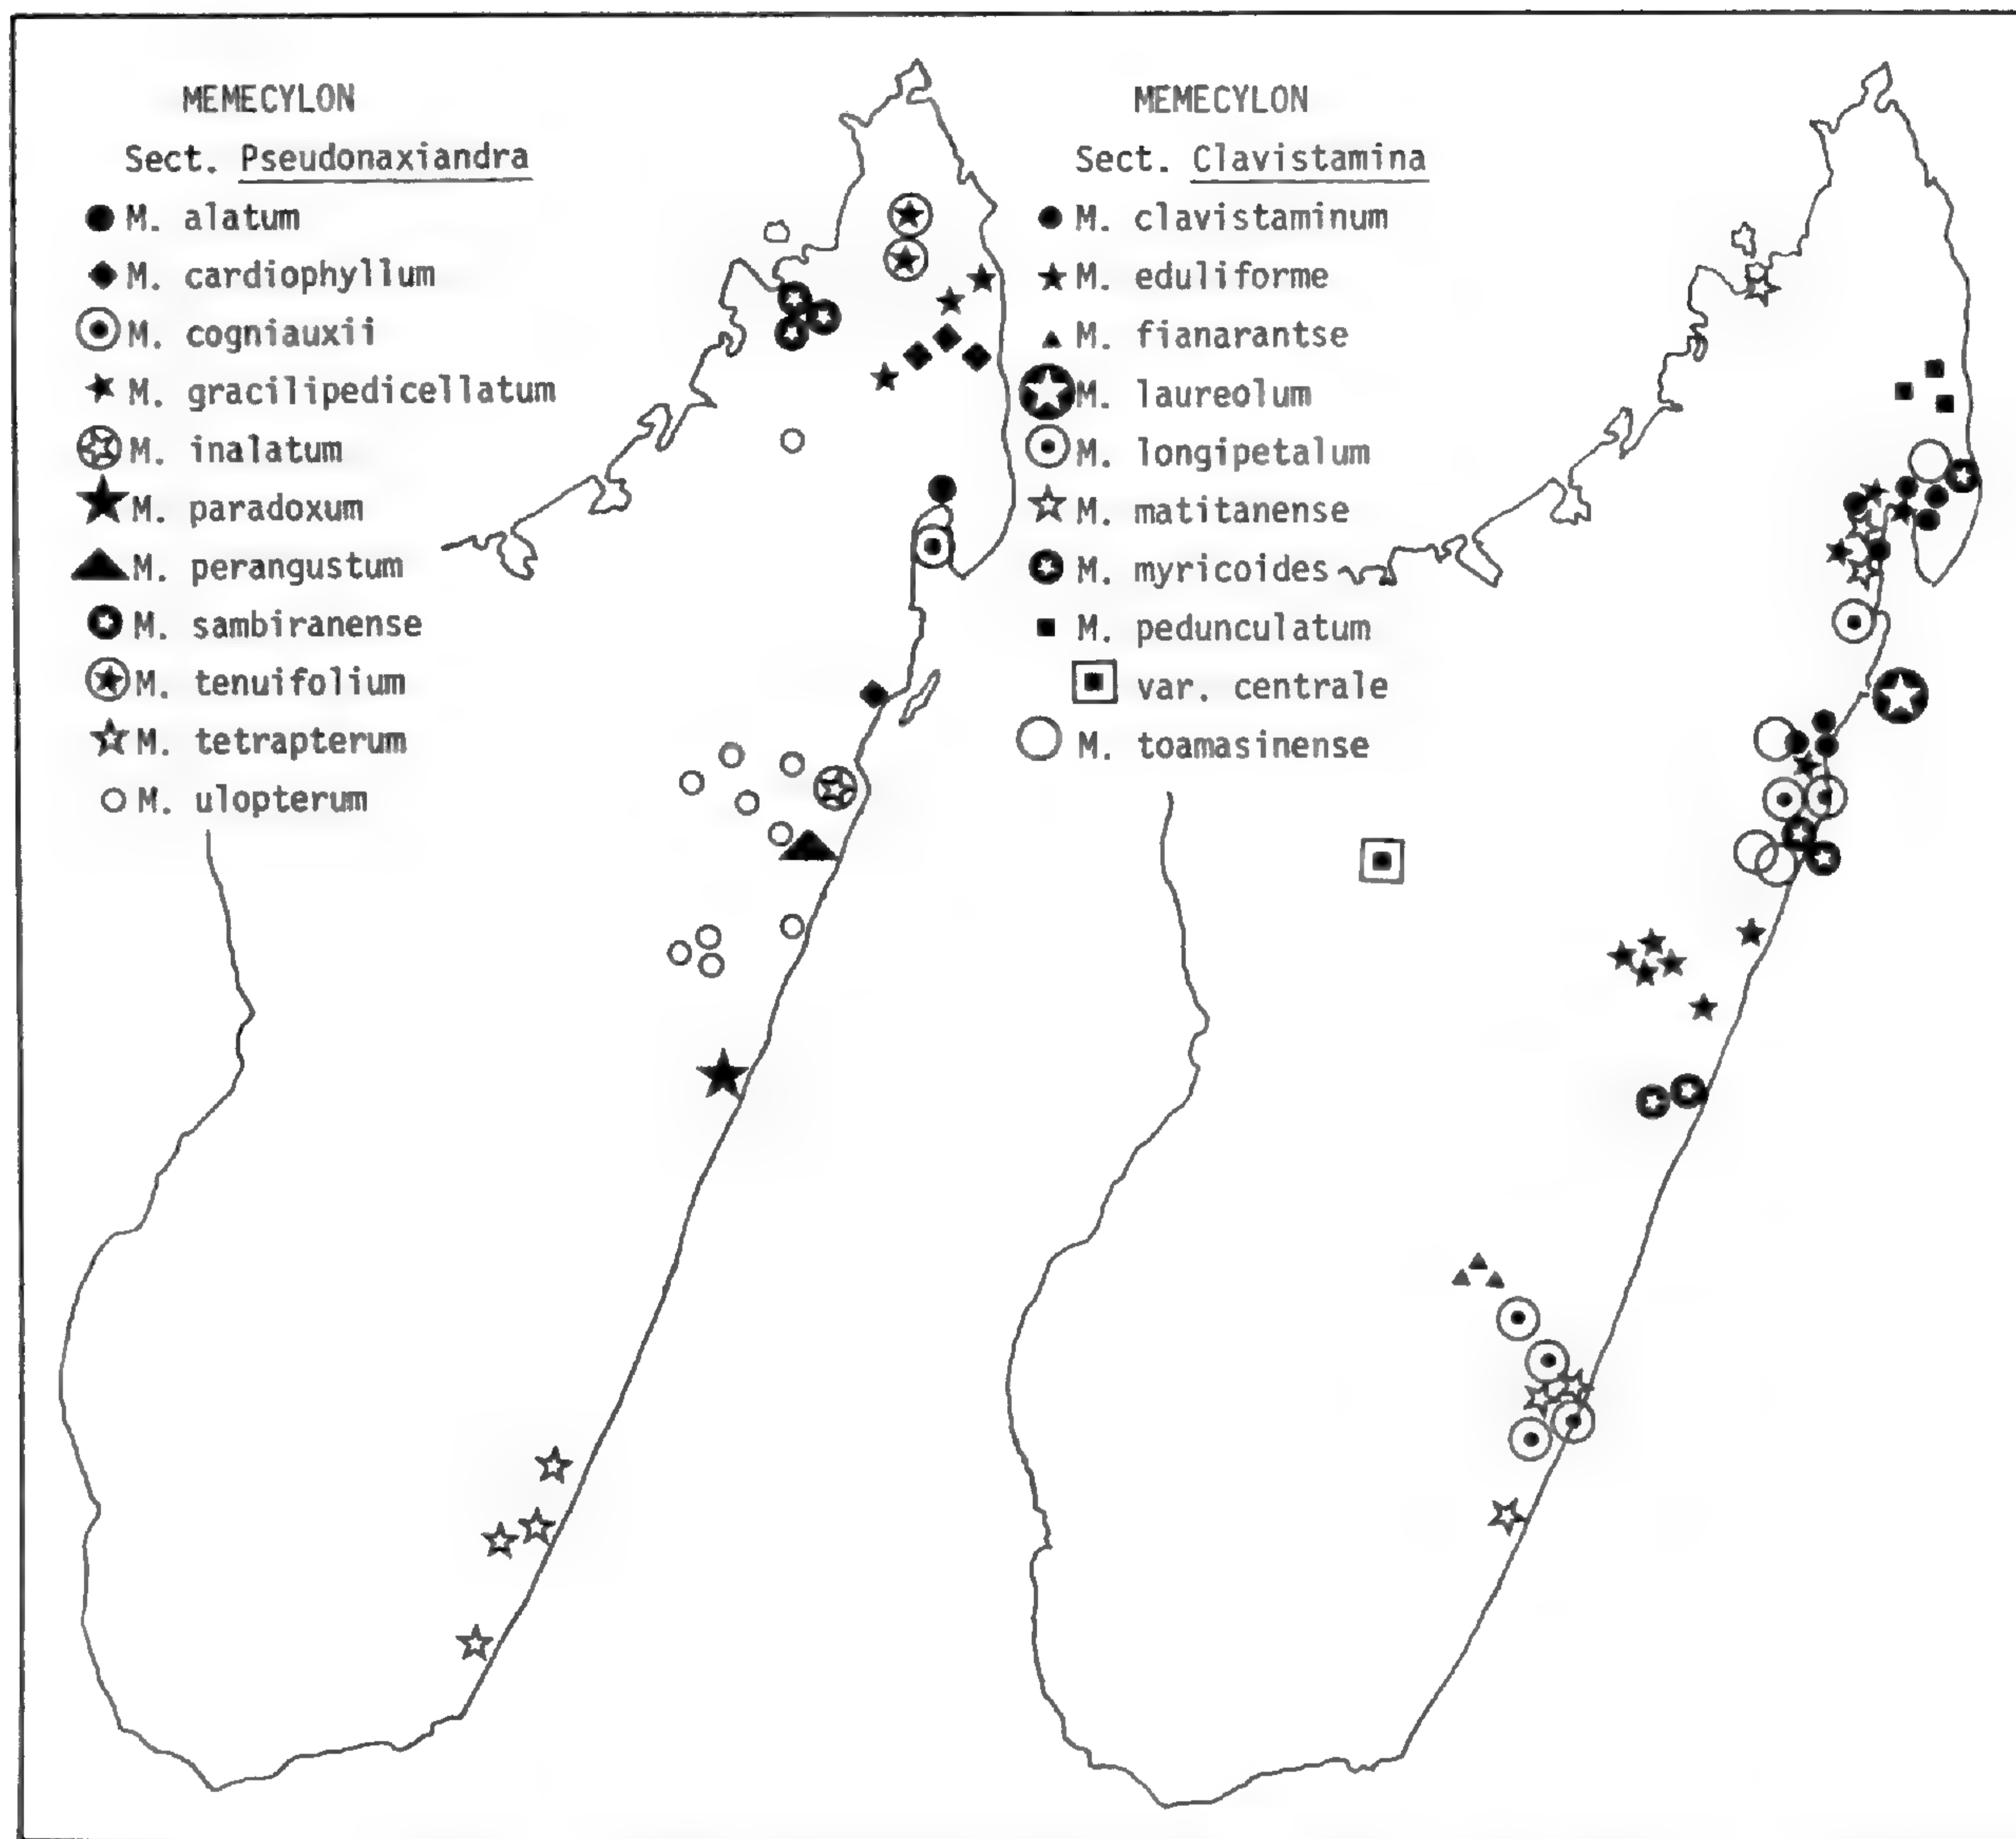 MEMECYLON
Sect. Pseudonaxiandra
M. alatum
M. cardiophyllum
M. cogniauxii
M. gracilipedicellatum
M. inalatum
M. paradoxum
M. perangustum
M. sambiranense
M. tenuifolium
M. tetrapterum
M. ulopterum
MEMECYLON
Sect. Clavistamina
M. clavistaminum
M. eduliforme
M. fianarantse
M. laureolum
M. longipetalum
M. matitanense
M. myricoides
M. pedunculatum
var. centrale
M. toamasinense